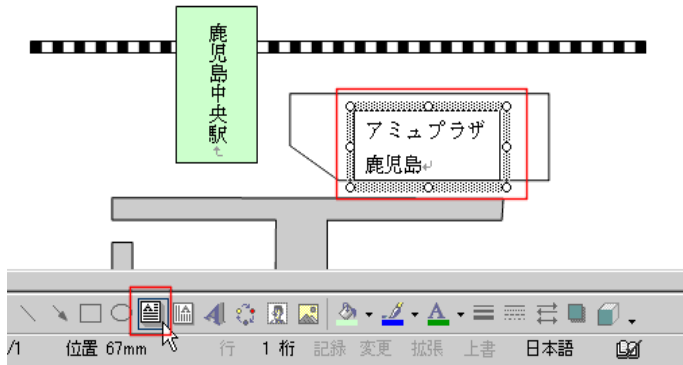 鹿児島中央駅
アミュプラザ
鹿児島
/1 位置 67mm 行 1 桁 記録 変更 拡張 上書 日本語